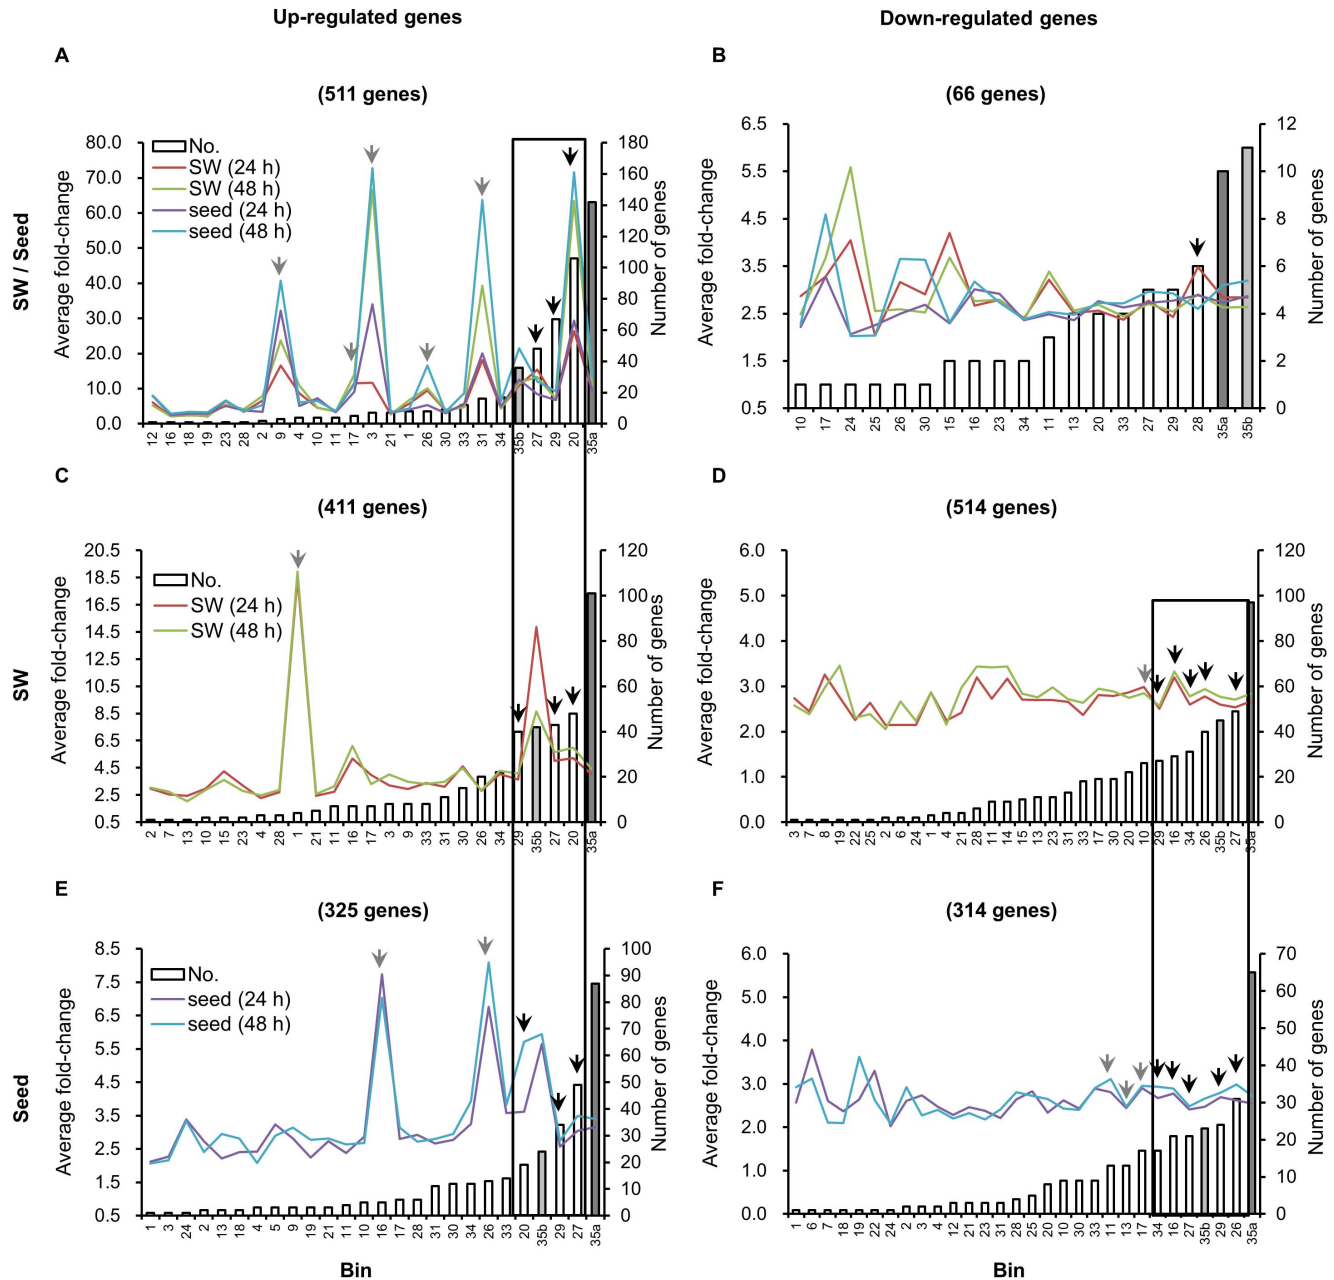 Up-regulated genes
Down-regulated genes
A
B
(511 genes)
(66 genes)
SW / Seed
Average fold-change
80.0
70.0
60.0
50.0
40.0
30.0
20.0
10.0
0.0
No.
SW (24 h)
SW (48 h)
seed (24 h)
seed (48 h)
180
160
140
120
100
80
60
40
20
0
Number of genes
12 16 18 19 23 28 2 9 4 10 11 17 3 21 1 26 30 33 31 34 35b 27 29 20 35a
Average fold-change
6.5
5.5
4.5
3.5
2.5
1.5
0.5
12
10
8
6
4
2
0
Number of genes
10 17 24 25 26 30 15 16 23 34 11 13 20 33 27 29 28 35a 35b
C
D
(411 genes)
(514 genes)
SW
Average fold-change
20.5
18.5
16.5
14.5
12.5
10.5
8.5
6.5
4.5
2.5
0.5
No.
SW (24 h)
SW (48 h)
120
100
80
60
40
20
0
Number of genes
2 7 13 10 15 23 4 28 1 21 11 16 17 3 9 33 31 30 26 34 29 35b 27 20 35a
Average fold-change
6.0
5.0
4.0
3.0
2.0
1.0
0.0
120
100
80
60
40
20
0
Number of genes
3 7 8 19 22 25 2 6 24 1 4 21 28 11 14 15 23 13 31 33 17 30 20 10 29 16 34 26 35b 27 35a
E
F
(325 genes)
(314 genes)
Seed
Average fold-change
8.5
7.5
6.5
5.5
4.5
3.5
2.5
1.5
0.5
No.
seed (24 h)
seed (48 h)
100
90
80
70
60
50
40
30
20
10
0
Number of genes
1 3 24 2 13 18 4 5 9 19 21 11 10 16 17 28 31 30 34 26 33 20 35b 29 27 35a
Average fold-change
6.0
5.0
4.0
3.0
2.0
1.0
0.0
70
60
50
40
30
20
10
0
Number of genes
1 6 7 18 19 22 24 2 3 4 12 21 23 31 28 25 20 10 30 33 11 13 17 34 16 27 35b 29 26 35a
Bin
Bin